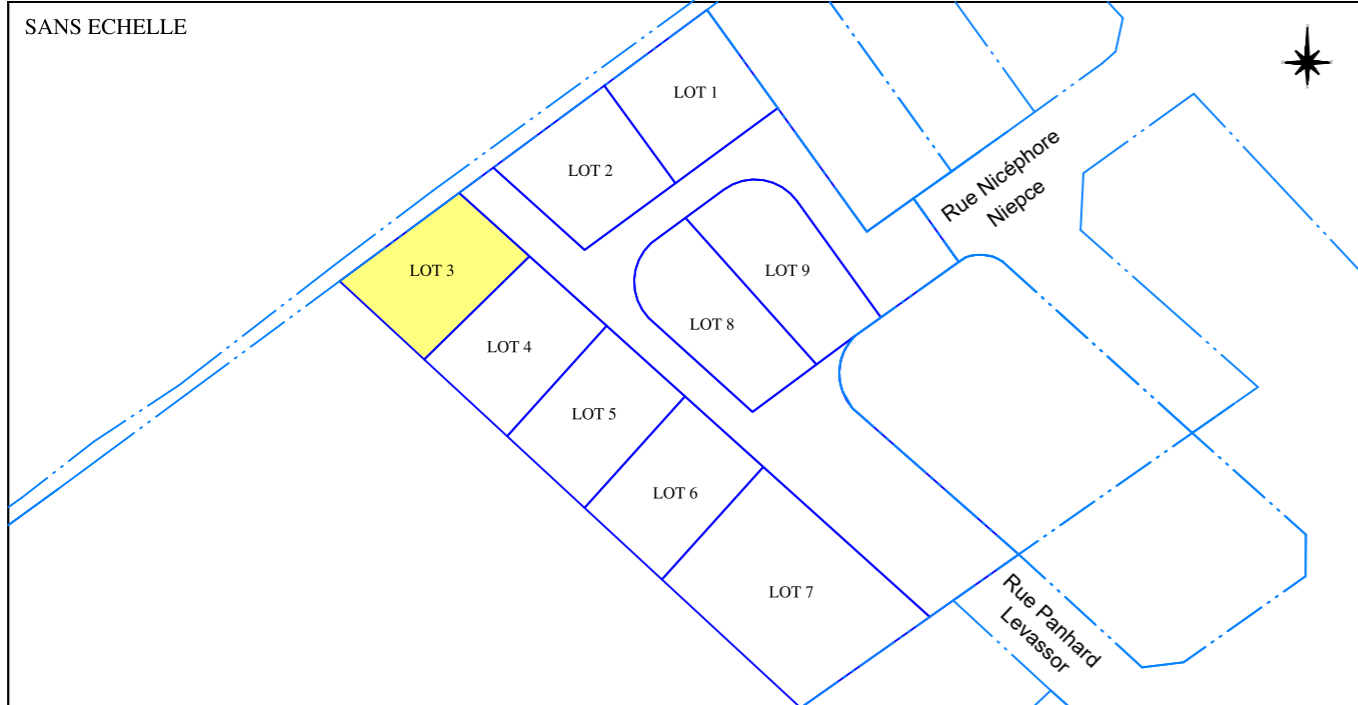 SANS ECHELLE
LOT 1
LOT 2
LOT 3
LOT 4
LOT 5
LOT 6
LOT 7
LOT 8
LOT 9
Rue Nicéphore
Niepce
Rue Panhard
Levassor